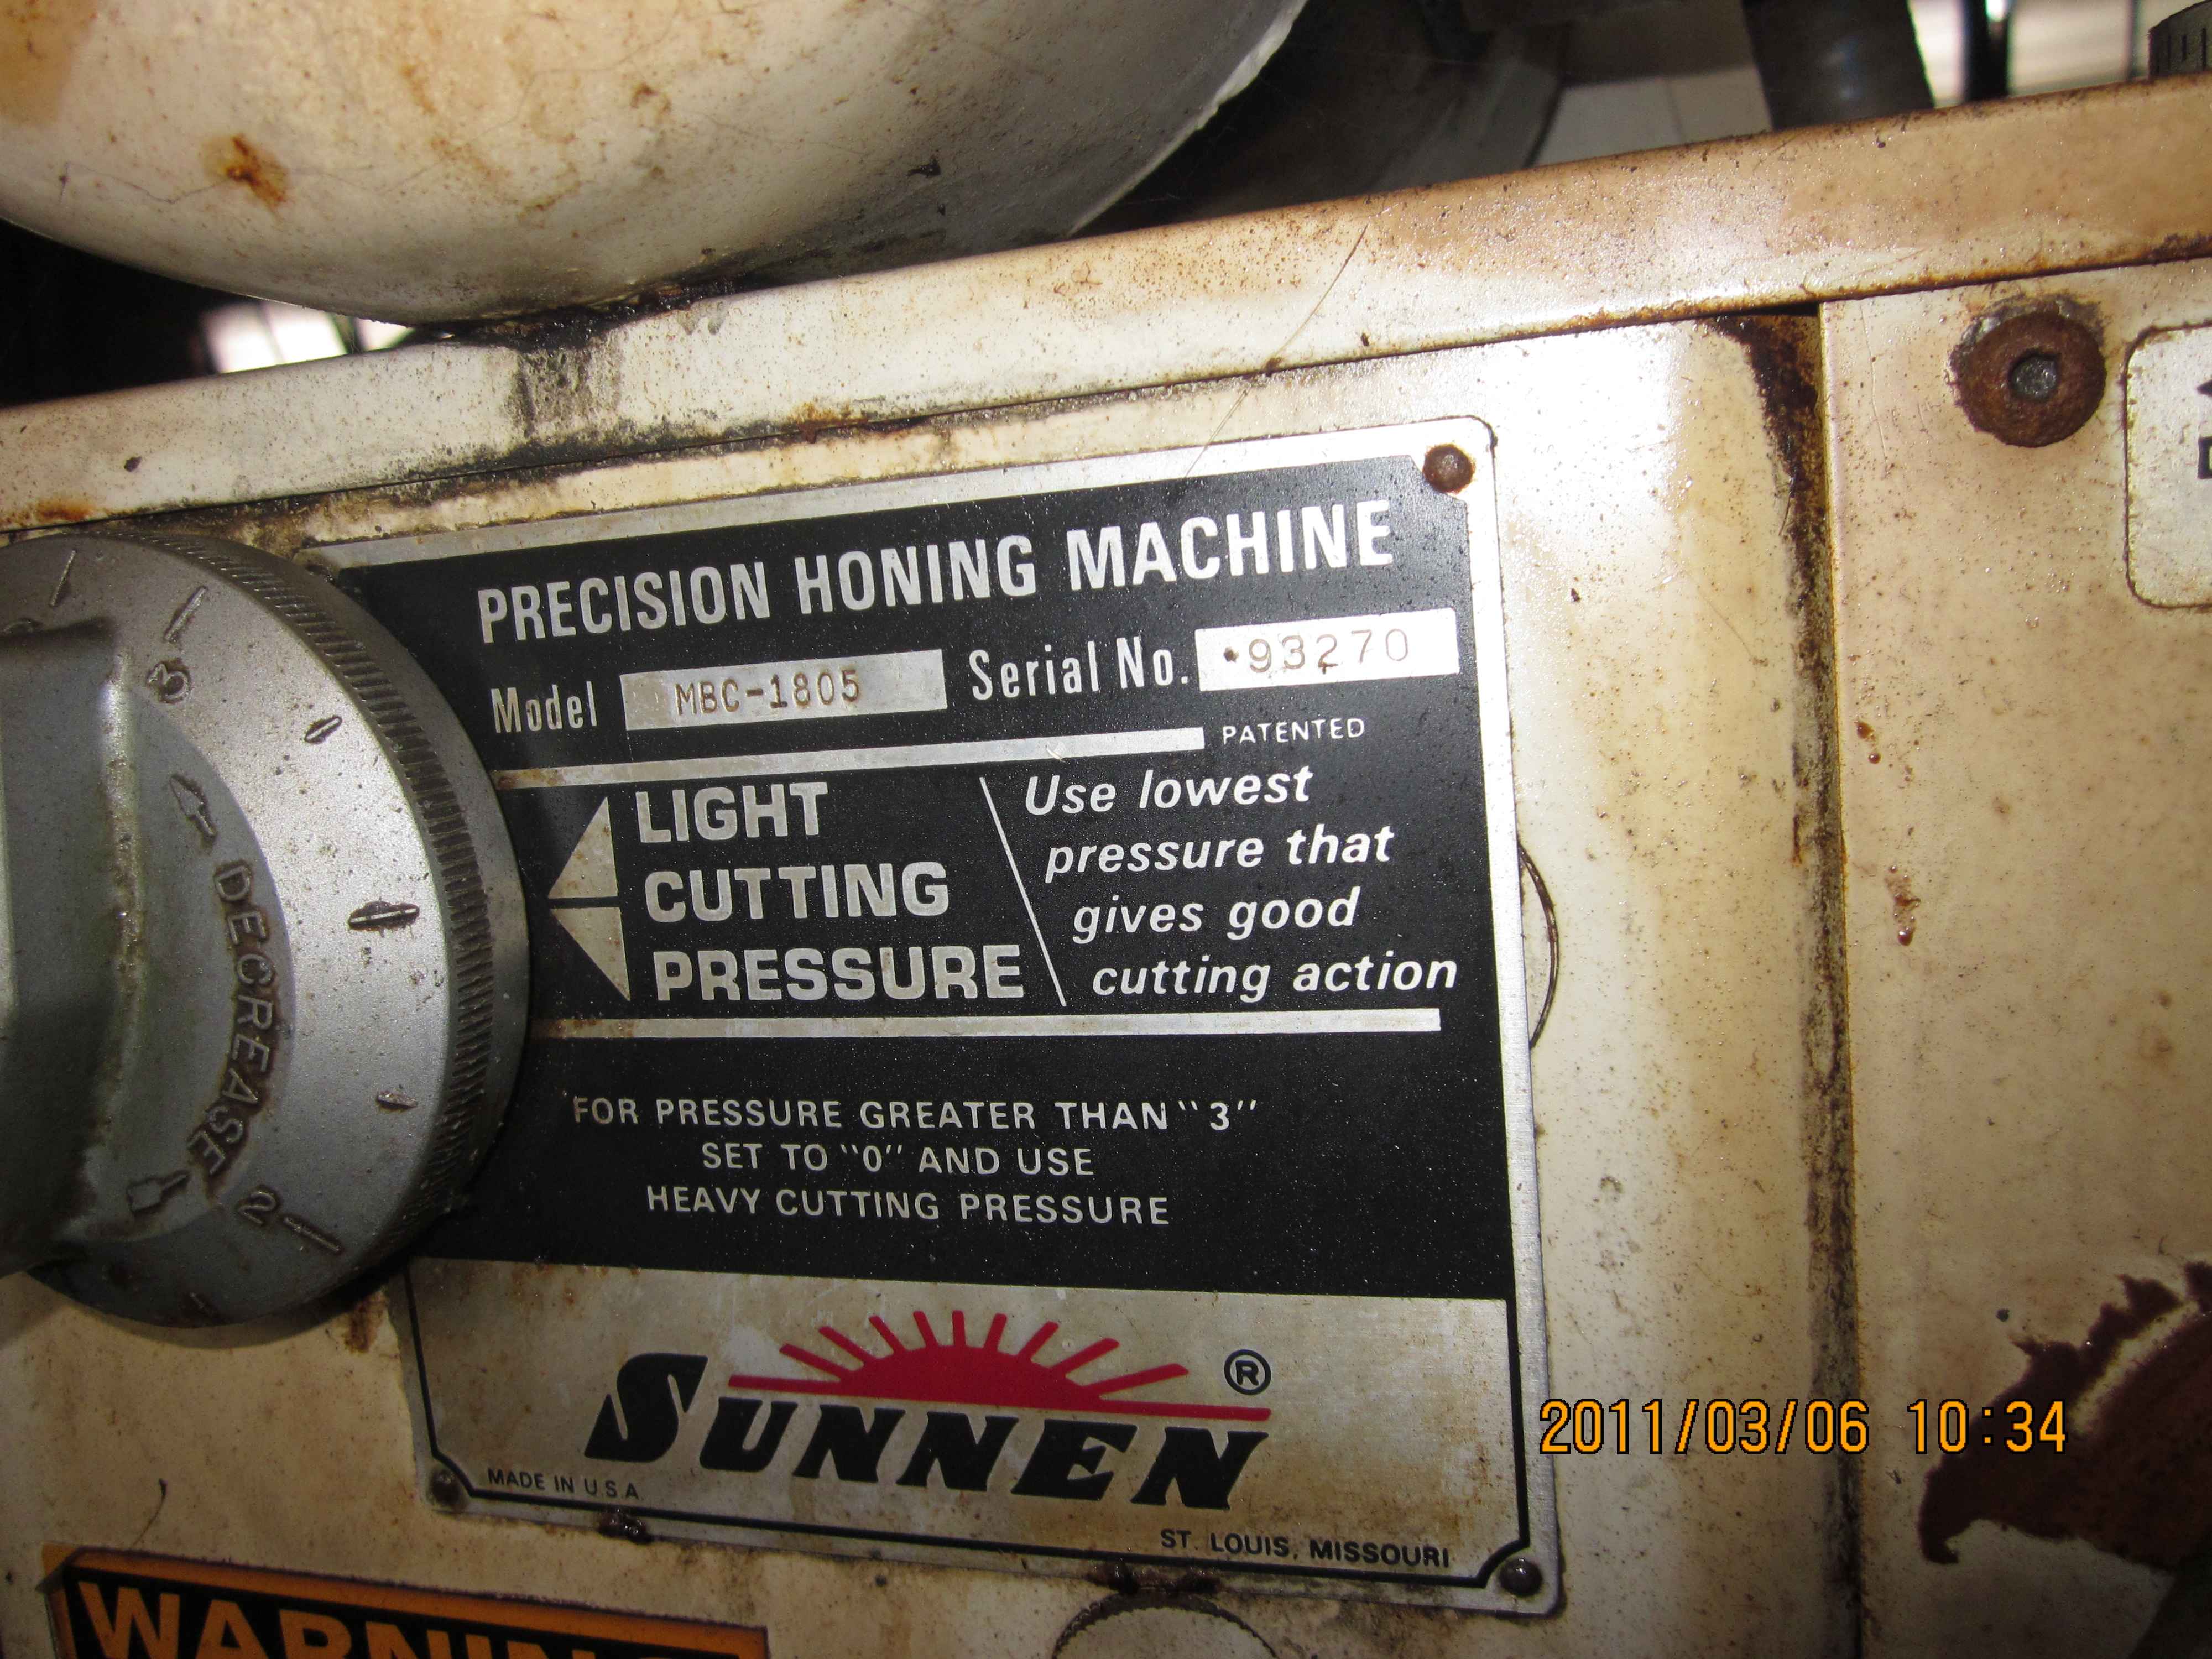 PRECISION HONING MACHINE
Model MBC-1805 Serial No. 93270
PATENTED
LIGHT
CUTTING
PRESSURE
Use lowest
pressure that
gives good
cutting action
FOR PRESSURE GREATER THAN "3"
SET TO "0" AND USE
HEAVY CUTTING PRESSURE
SUNNEN ®
MADE IN U.S.A
ST. LOUIS, MISSOURI
3
DECREASE
2
2011/03/06 10:34